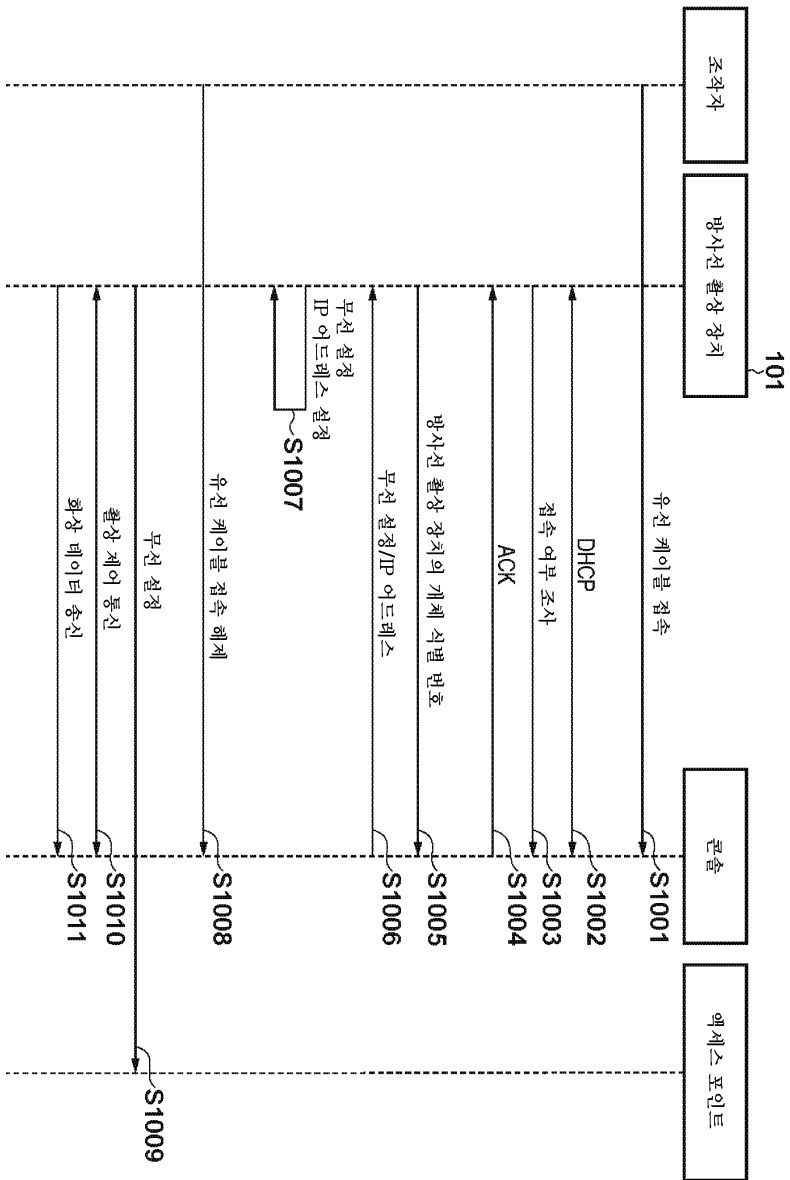 조작자
방사선 촬상 장치
101
콘솔
액세스 포인트
유선 케이블 접속
S1001
DHCP
S1002
접속 여부 조사
S1003
ACK
S1004
방사선 촬상 장치의 개체 식별 번호
S1005
무선 설정/IP 어드레스
S1006
무선 설정
IP 어드레스 설정
S1007
유선 케이블 접속 해제
S1008
무선 설정
S1009
촬상 제어 통신
S1010
화상 데이터 송신
S1011